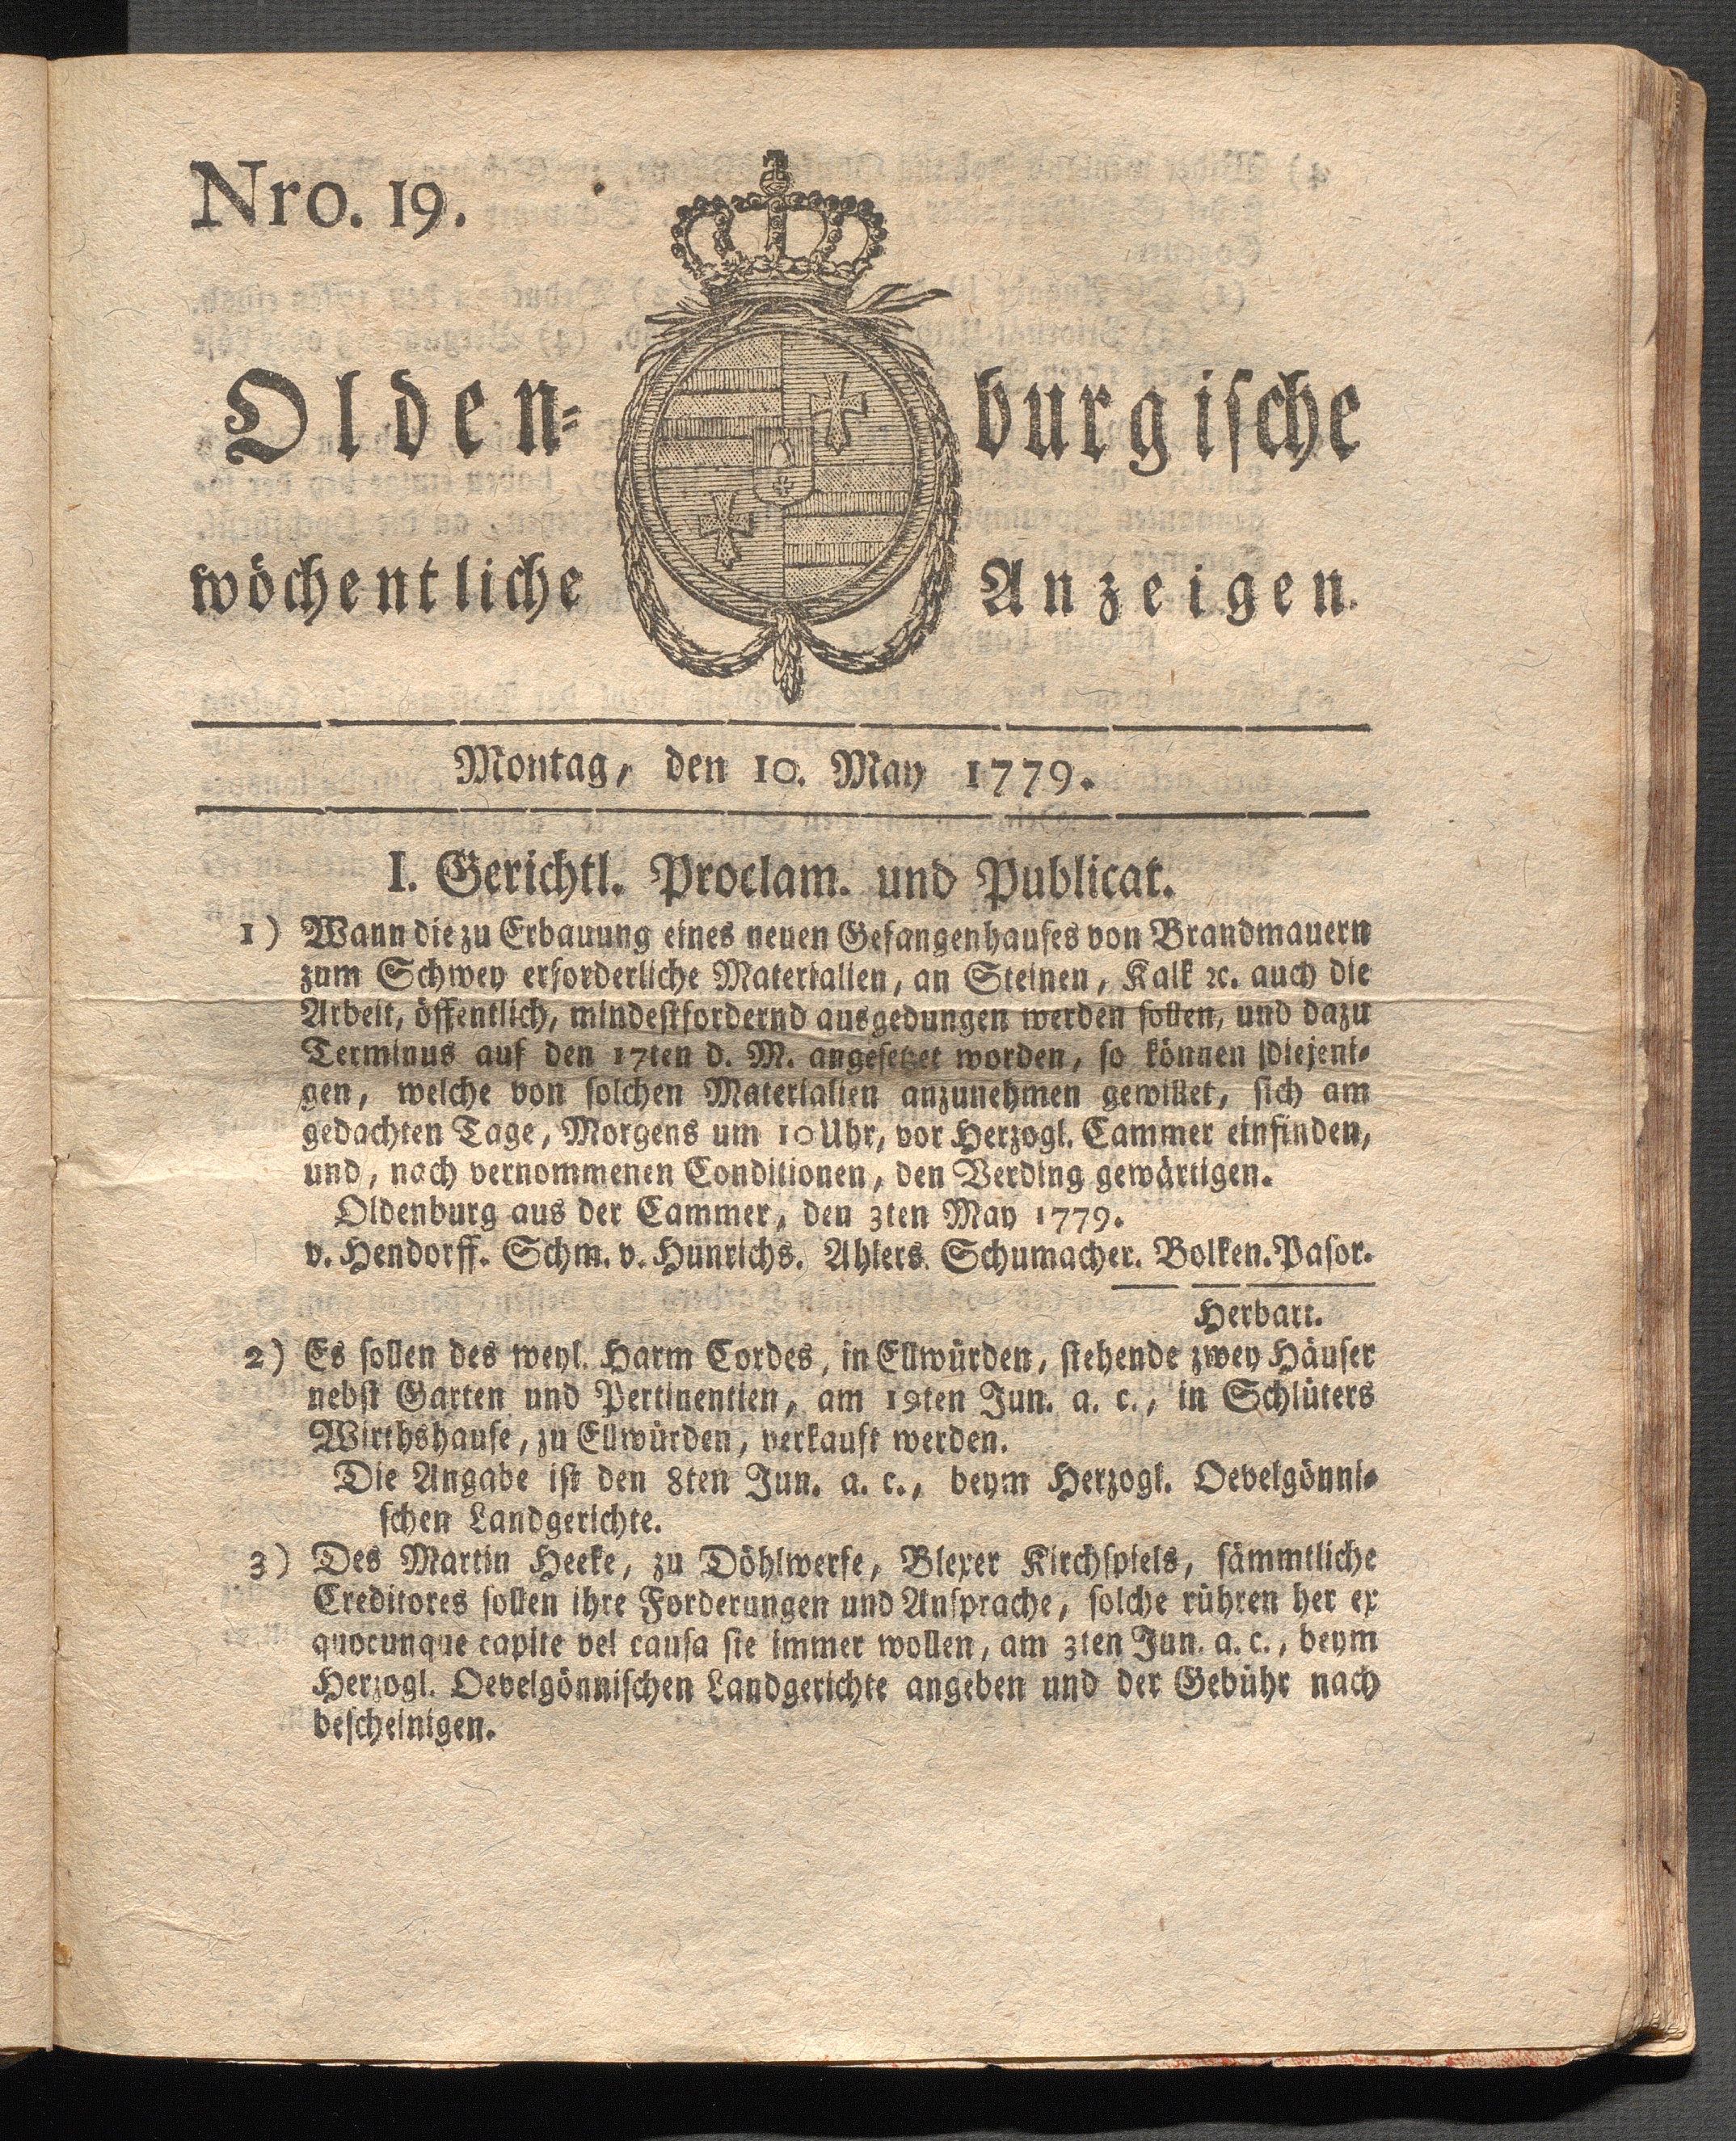 Nro. 19.
Olden-burgische
wöchentliche Anzeigen.
Montag, den 10. May 1779.
I. Gerichtl. Proclam. und Publicat.
1) Wann die zu Erbauung eines neuen Gefangenhauses von Brandmauern
zum Schwey erforderliche Materialien, an Steinen, Kalk ꝛc. auch die
Arbeit, öffentlich, mindestfordernd ausgedungen werden sollen, und dazu
Terminus auf den 17ten d. M. angesetzet worden, so können diejeni-
gen, welche von solchen Materialien anzunehmen gewillet, sich am
gedachten Tage, Morgens um 10 Uhr, vor Herzogl. Cammer einfinden,
und, nach vernommenen Conditionen, den Verding gewärtigen.
Oldenburg aus der Cammer, den 3ten May 1779.
v. Hendorff. Schm. v. Hunrichs. Ahlers. Schumacher. Bolken. Pasor.
Herbart.
2) Es sollen des weyl. Harm Cordes, in Ellwürden, stehende zwey Häuser
nebst Garten und Pertinentien, am 19ten Jun. a. c., in Schlüters
Wirthshause, zu Ellwürden, verkauft werden.
Die Angabe ist den 8ten Jun. a. c., beym Herzogl. Oevelgönni-
schen Landgerichte.
3) Des Martin Heeke, zu Döhlwerfe, Blexer Kirchspiels, sämmtliche
Creditores sollen ihre Forderungen und Ansprache, solche rühren her ex
quocunque capite vel causa sie immer wollen, am 3ten Jun. a. c., beym
Herzogl. Oevelgönnischen Landgerichte angeben und der Gebühr nach
bescheinigen.